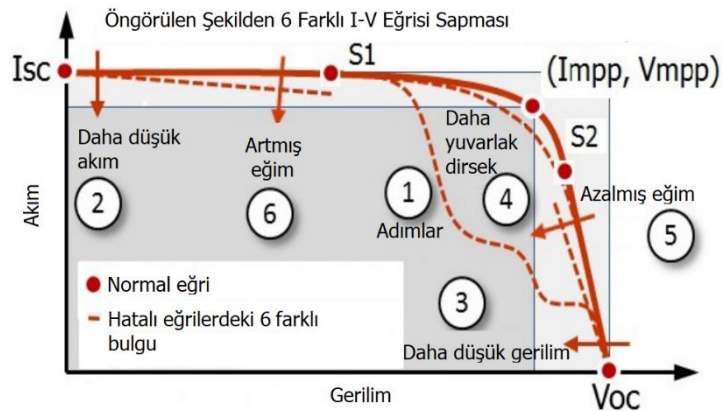 Öngörülen Şekilden 6 Farklı I-V Eğrisi Sapması
Isc
S1
(Impp, Vmpp)
S2
Daha düşük
akım
2
Artmış
eğim
6
1
Adımlar
Daha
yuvarlak
dirsek
4
Azalmış eğim
5
Akım
Normal eğri
Hatalı eğrilerdeki 6 farklı
bulgu
3
Daha düşük gerilim
Gerilim
Voc